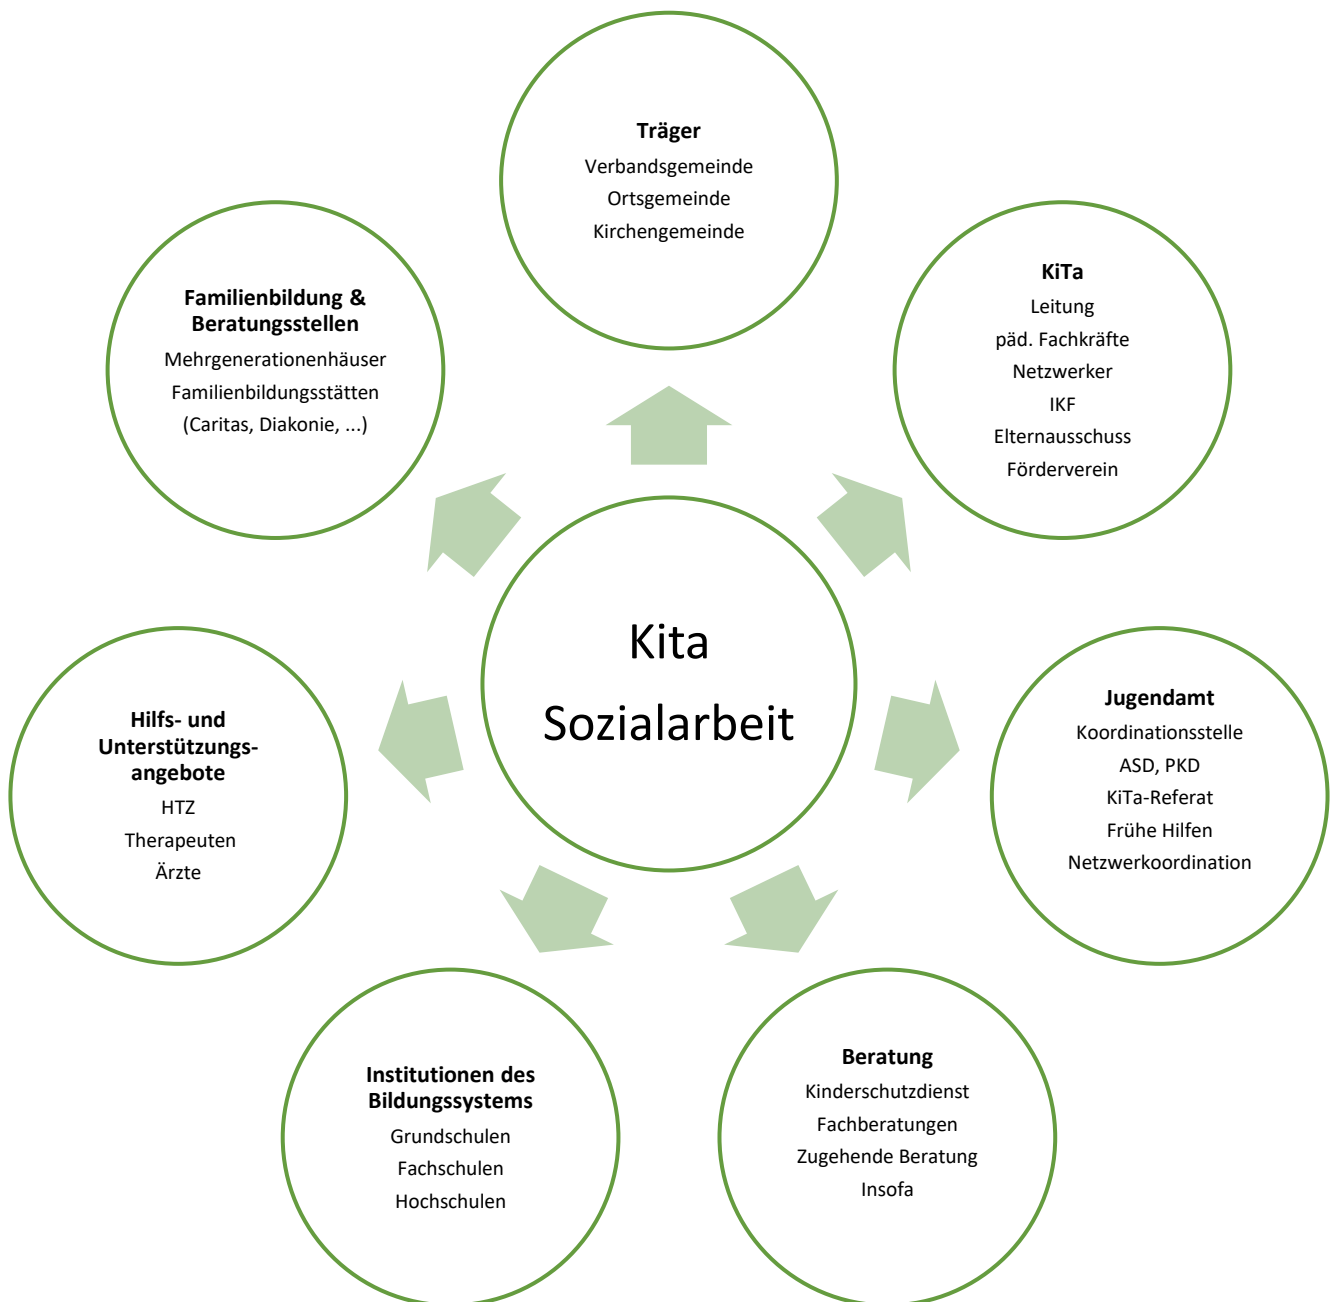 Träger
Verbandsgemeinde
Ortsgemeinde
Kirchengemeinde
KiTa
Leitung
päd. Fachkräfte
Netzwerker
IKF
Elternausschuss
Förderverein
Jugendamt
Koordinationsstelle
ASD, PKD
KiTa-Referat
Frühe Hilfen
Netzwerkoordination
Beratung
Kinderschutzdienst
Fachberatungen
Zugehende Beratung
Insofa
Institutionen des
Bildungssystems
Grundschulen
Fachschulen
Hochschulen
Hilfs- und
Unterstützungs-
angebote
HTZ
Therapeuten
Ärzte
Familienbildung &
Beratungsstellen
Mehrgenerationenhäuser
Familienbildungsstätten
(Caritas, Diakonie, ...)
Kita
Sozialarbeit